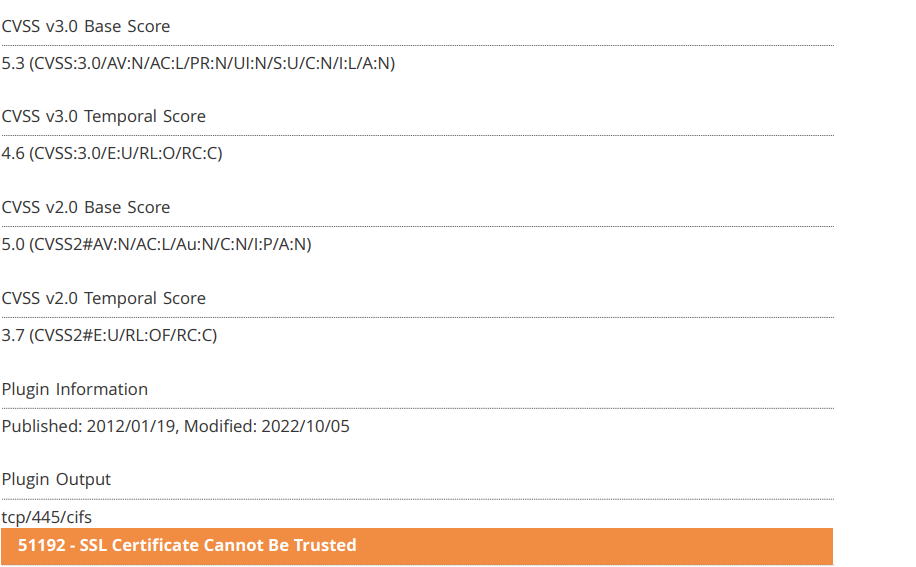 CVSS v3.0 Base Score
5.3 (CVSS:3.0/AV:N/AC:L/PR:N/UI:N/S:U/C:N/I:L/A:N)
CVSS v3.0 Temporal Score
4.6 (CVSS:3.0/E:U/RL:O/RC:C)
CVSS v2.0 Base Score
5.0 (CVSS2#AV:N/AC:L/Au:N/C:N/I:P/A:N)
CVSS v2.0 Temporal Score
3.7 (CVSS2#E:U/RL:OF/RC:C)
Plugin Information
Published: 2012/01/19, Modified: 2022/10/05
Plugin Output
tcp/445/cifs
51192 - SSL Certificate Cannot Be Trusted